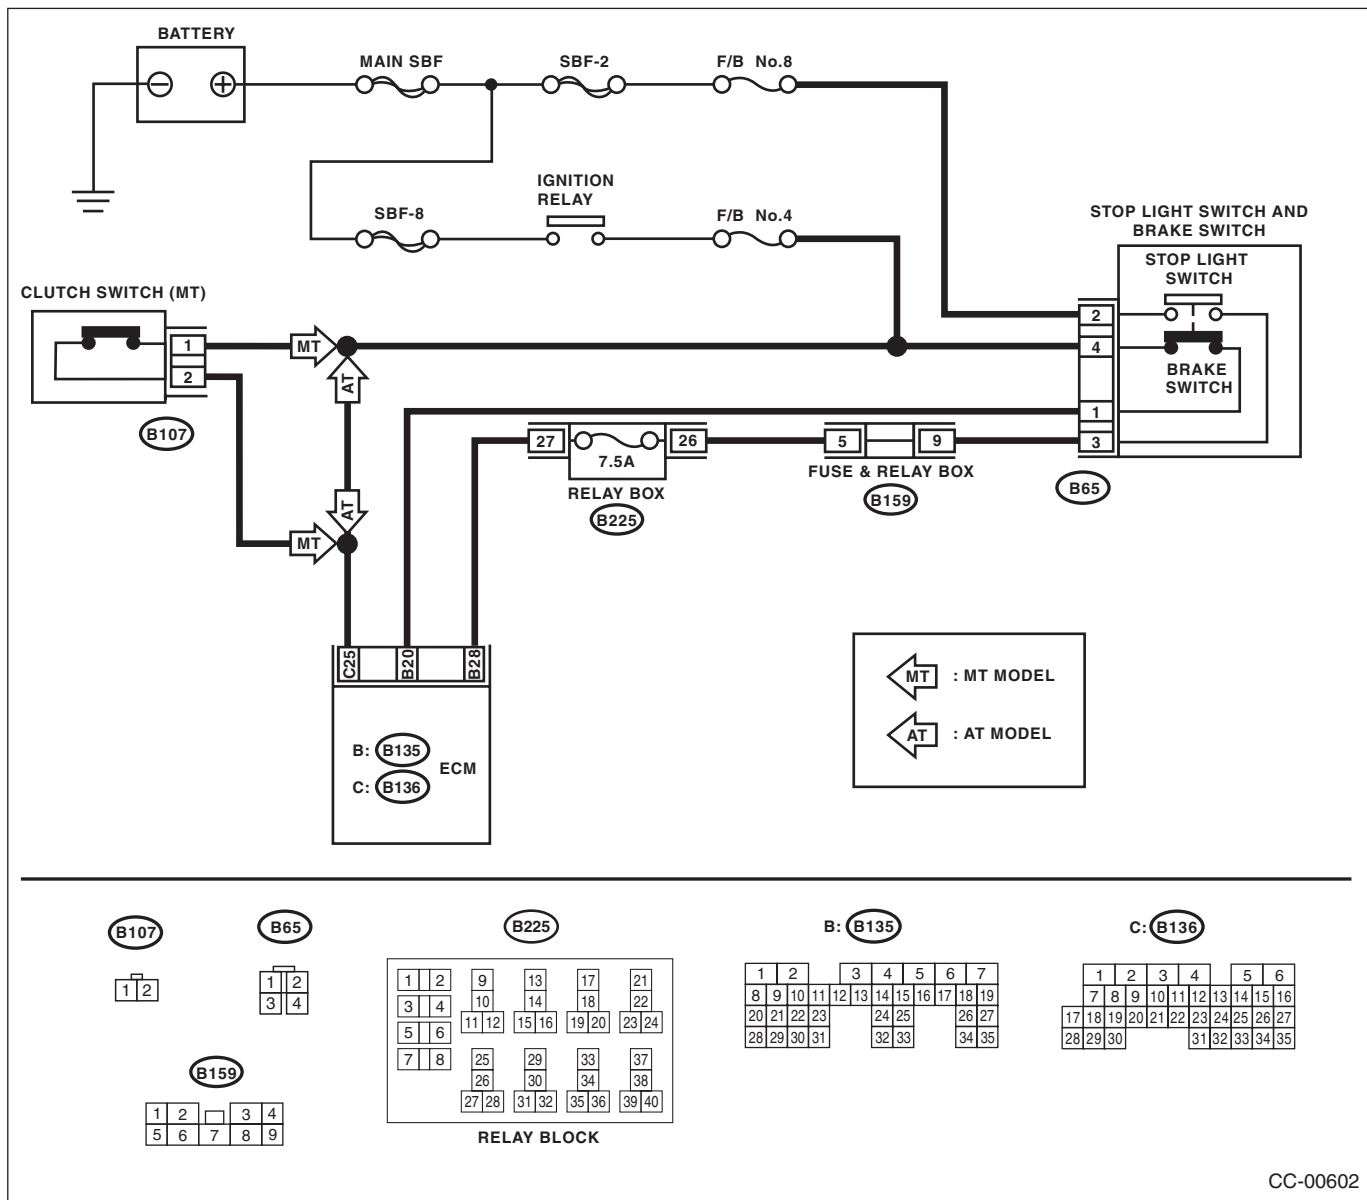 BATTERY
MAIN SBF
SBF-2
F/B No.8
IGNITION
RELAY
SBF-8
F/B No.4
STOP LIGHT SWITCH AND
BRAKE SWITCH
STOP LIGHT
SWITCH
CLUTCH SWITCH (MT)
1
2
MT
AT
2
4
BRAKE
SWITCH
B107
1
27
26
5
9
3
7.5A
RELAY BOX
FUSE & RELAY BOX
B225
B159
B65
AT
MT
C25
B20
B28
MT
: MT MODEL
AT
: AT MODEL
B: B135
ECM
C: B136
B107
B65
B225
B: B135
C: B136
1 2
1 2
3 4
1 2
3 4
5 6
7 8
9
10
11 12
13
14
15 16
17
18
19 20
21
22
23 24
25
26
27 28
29
30
31 32
33
34
35 36
37
38
39 40
RELAY BLOCK
1 2 3 4 5 6 7
8 9 10 11 12 13 14 15 16 17 18 19
20 21 22 23 24 25 26 27
28 29 30 31 32 33 34 35
1 2 3 4 5 6
7 8 9 10 11 12 13 14 15 16
17 18 19 20 21 22 23 24 25 26 27
28 29 30 31 32 33 34 35
B159
1 2 3 4
5 6 7 8 9
CC-00602